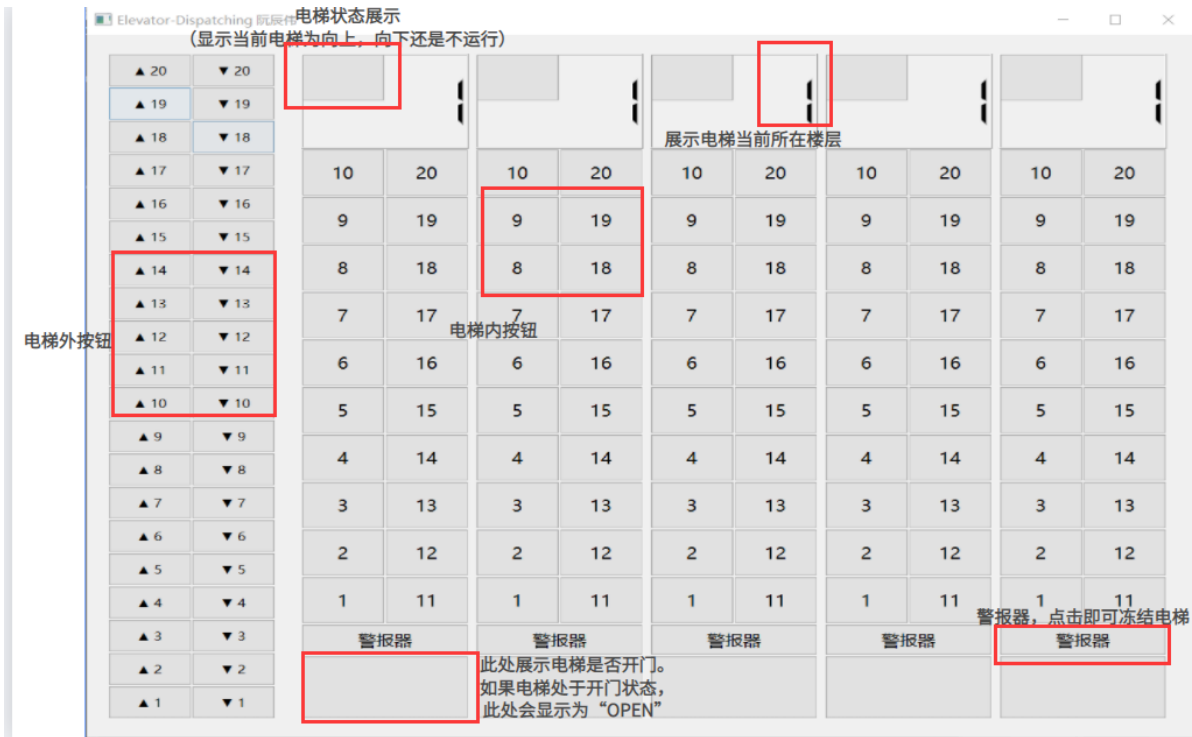 电梯状态展示
Elevator-Dispatching 阮辰伟
(显示当前电梯为向上，向下还是不运行)
▲ 20 ▼ 20
▲ 19 ▼ 19
▲ 18 ▼ 18
▲ 17 ▼ 17
▲ 16 ▼ 16
▲ 15 ▼ 15
▲ 14 ▼ 14
▲ 13 ▼ 13
▲ 12 ▼ 12
▲ 11 ▼ 11
▲ 10 ▼ 10
▲ 9 ▼ 9
▲ 8 ▼ 8
▲ 7 ▼ 7
▲ 6 ▼ 6
▲ 5 ▼ 5
▲ 4 ▼ 4
▲ 3 ▼ 3
▲ 2 ▼ 2
▲ 1 ▼ 1
电梯外按钮
1 1 1 1 1
展示电梯当前所在楼层
10 20 10 20 10 20 10 20 10 20
9 19 9 19 9 19 9 19 9 19
8 18 8 18 8 18 8 18 8 18
7 17 7 17 7 17 7 17 7 17
电梯内按钮
6 16 6 16 6 16 6 16 6 16
5 15 5 15 5 15 5 15 5 15
4 14 4 14 4 14 4 14 4 14
3 13 3 13 3 13 3 13 3 13
2 12 2 12 2 12 2 12 2 12
1 11 1 11 1 11 1 11 1 11
警报器，点击即可冻结电梯
警报器 警报器 警报器 警报器 警报器
此处展示电梯是否开门。
如果电梯处于开门状态，
此处会显示为“OPEN”